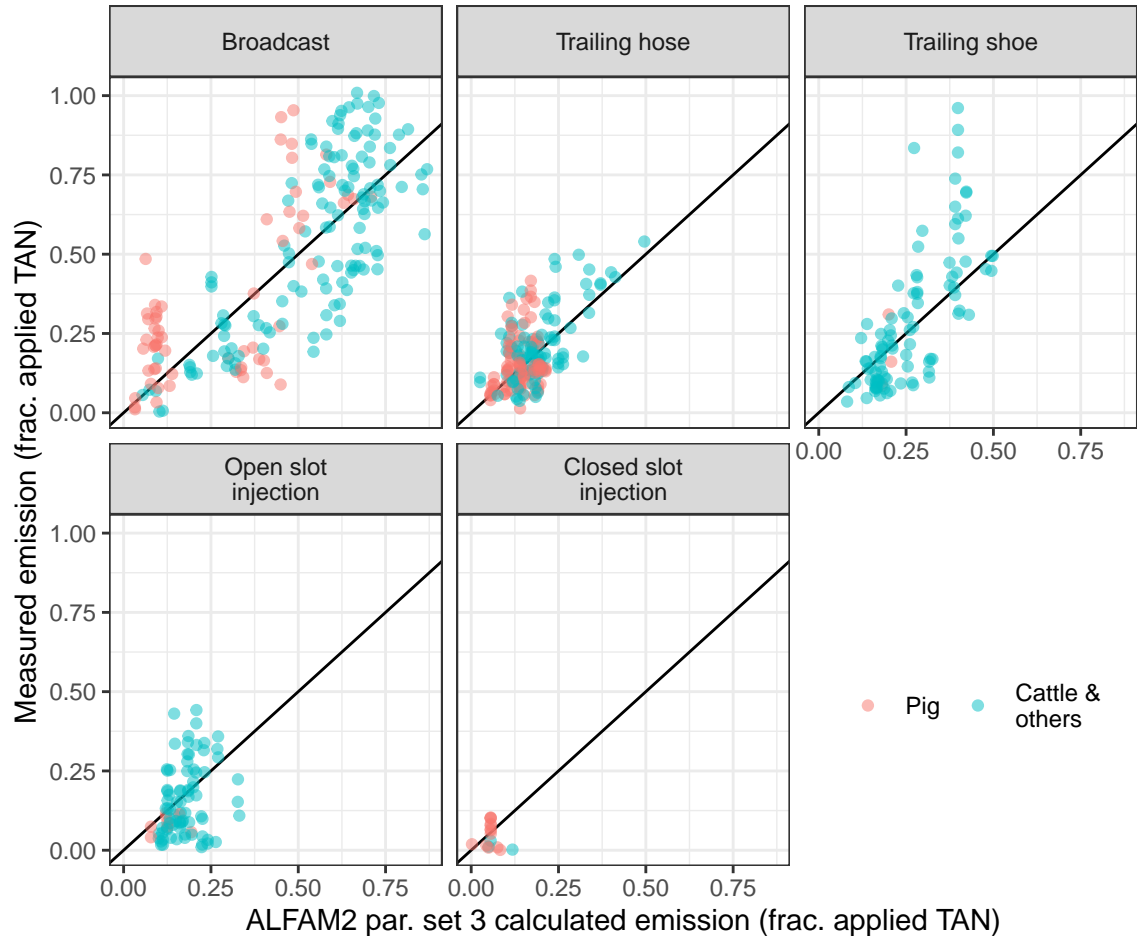 Broadcast
Trailing hose
Trailing shoe
1.00
0.75
0.50
0.25
0.00
0.00 0.25 0.50 0.75
Open slot
injection
Closed slot
injection
1.00
0.75
0.50
0.25
0.00
0.00 0.25 0.50 0.75
0.00 0.25 0.50 0.75
Measured emission (frac. applied TAN)
ALFAM2 par. set 3 calculated emission (frac. applied TAN)
Pig
Cattle &
others